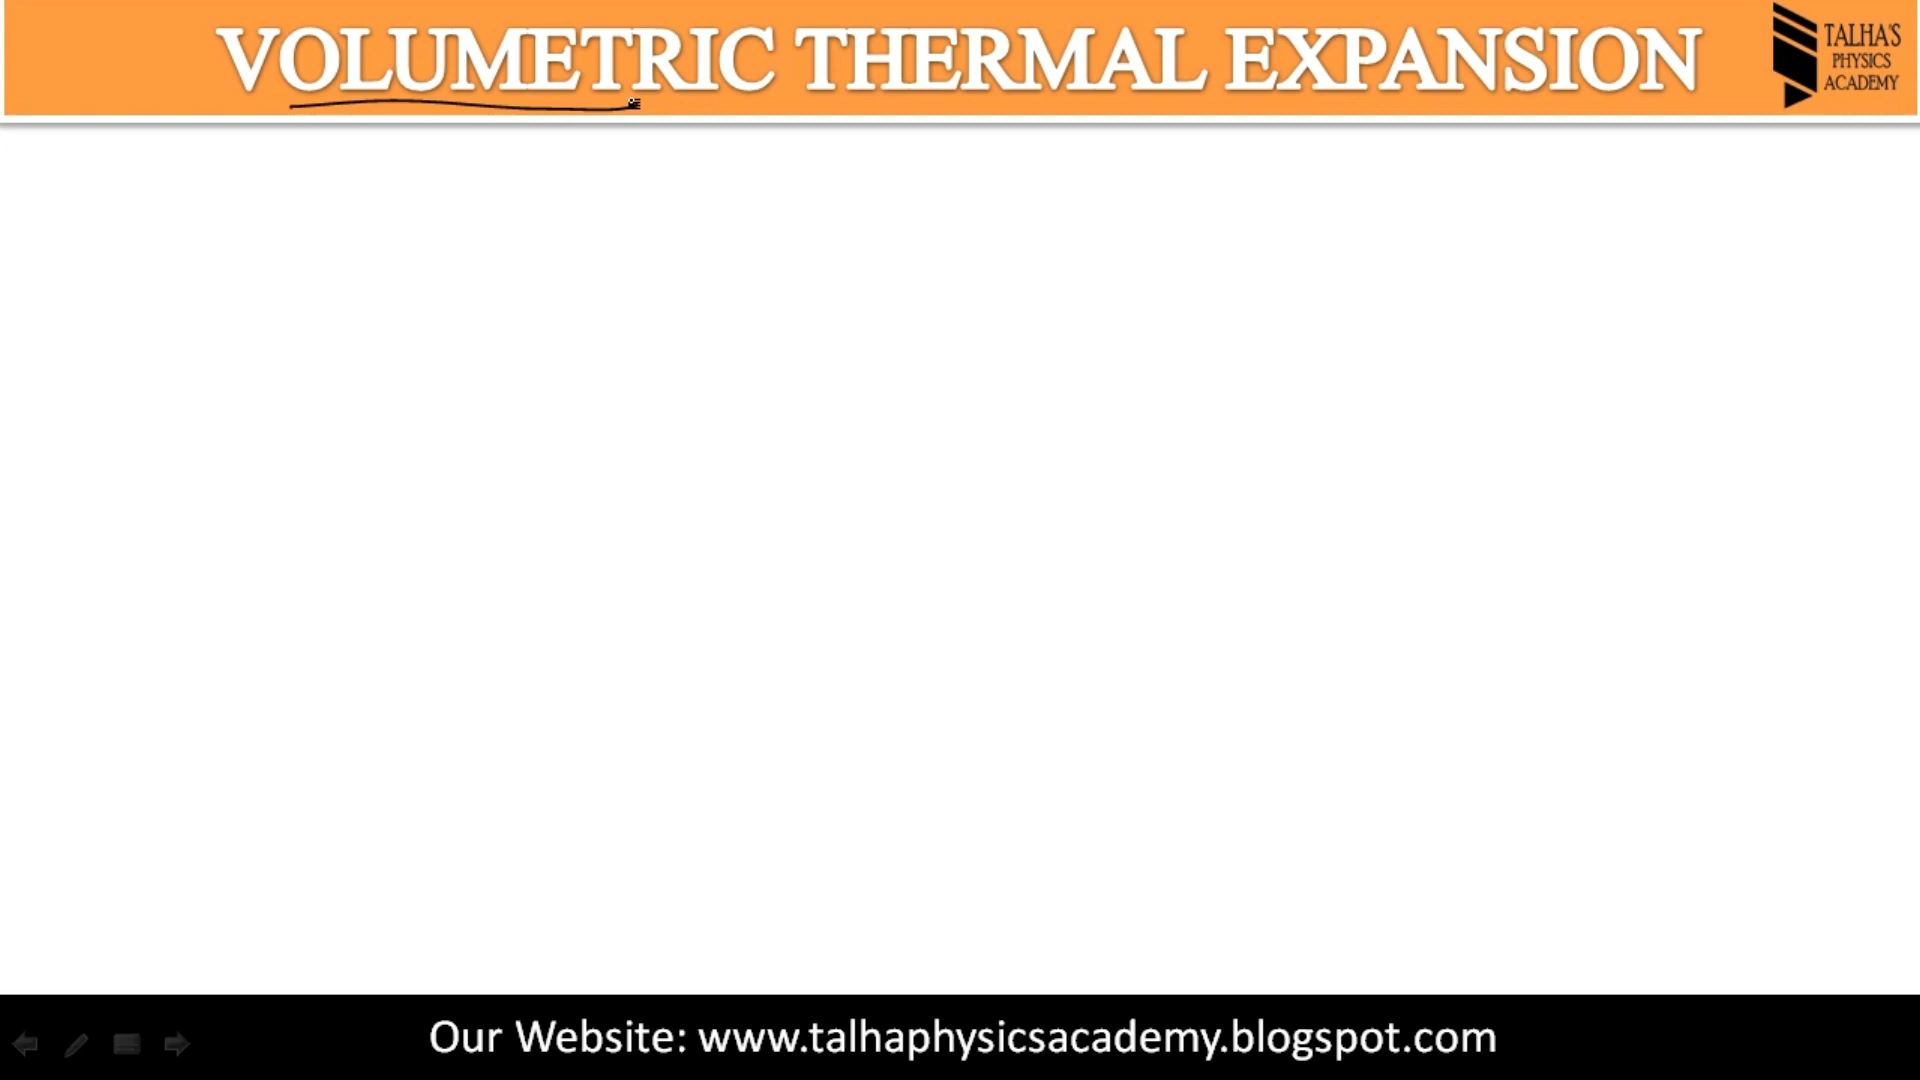 VOLUMETRIC THERMAL EXPANSION
TALHA'S
PHYSICS
ACADEMY
Our Website: www.talhaphysicsacademy.blogspot.com